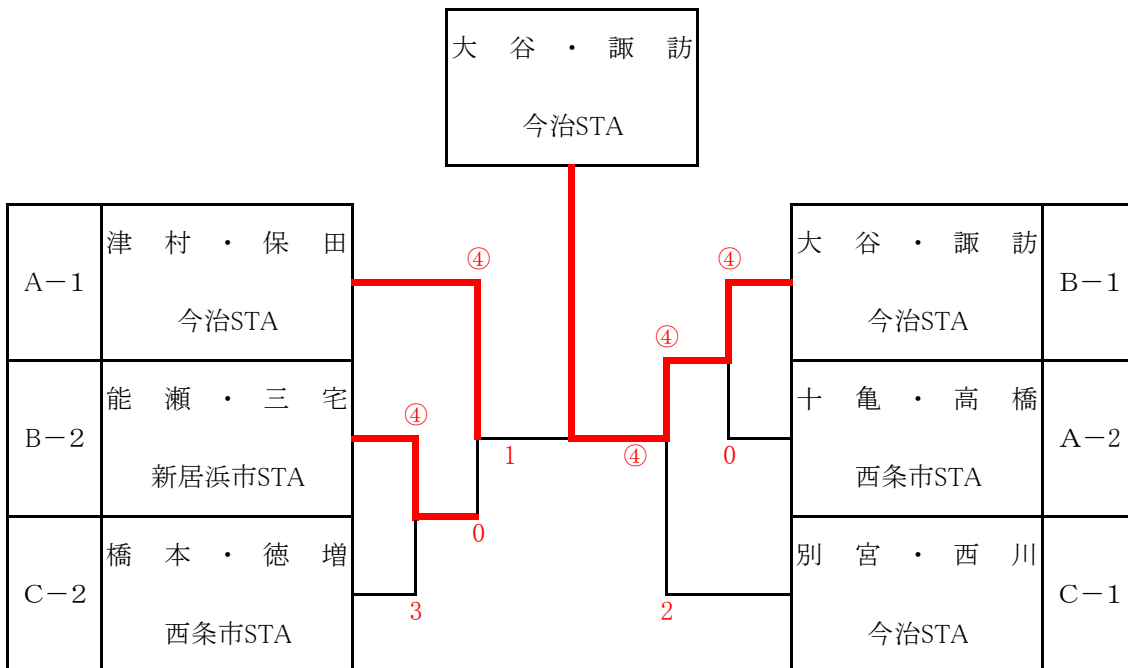 大谷・諏訪
今治STA
A-1
津村・保田
今治STA
B-2
能瀬・三宅
新居浜市STA
C-2
橋本・徳増
西条市STA
④
④
0
3
1
④
④
④
0
2
大谷・諏訪
今治STA
B-1
十亀・高橋
西条市STA
A-2
別宮・西川
今治STA
C-1